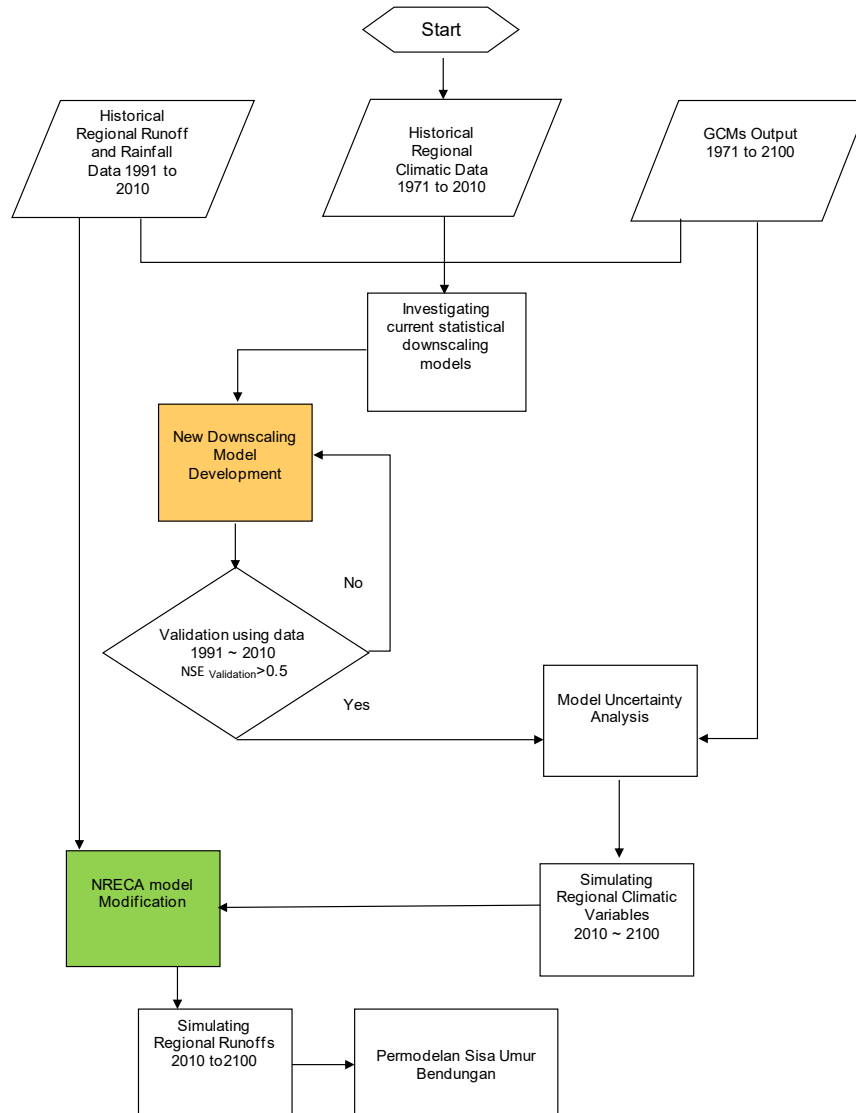 Start
Historical
Regional Runoff
and Rainfall
Data 1991 to
2010
Historical
Regional
Climatic Data
1971 to 2010
GCMs Output
1971 to 2100
Investigating
current statistical
downscaling
models
New Downscaling
Model
Development
No
Validation using data
1991 ~ 2010
NSE Validation>0.5
Yes
Model Uncertainty
Analysis
NRECA model
Modification
Simulating
Regional Climatic
Variables
2010 ~ 2100
Simulating
Regional Runoffs
2010 to2100
Permodelan Sisa Umur
Bendungan